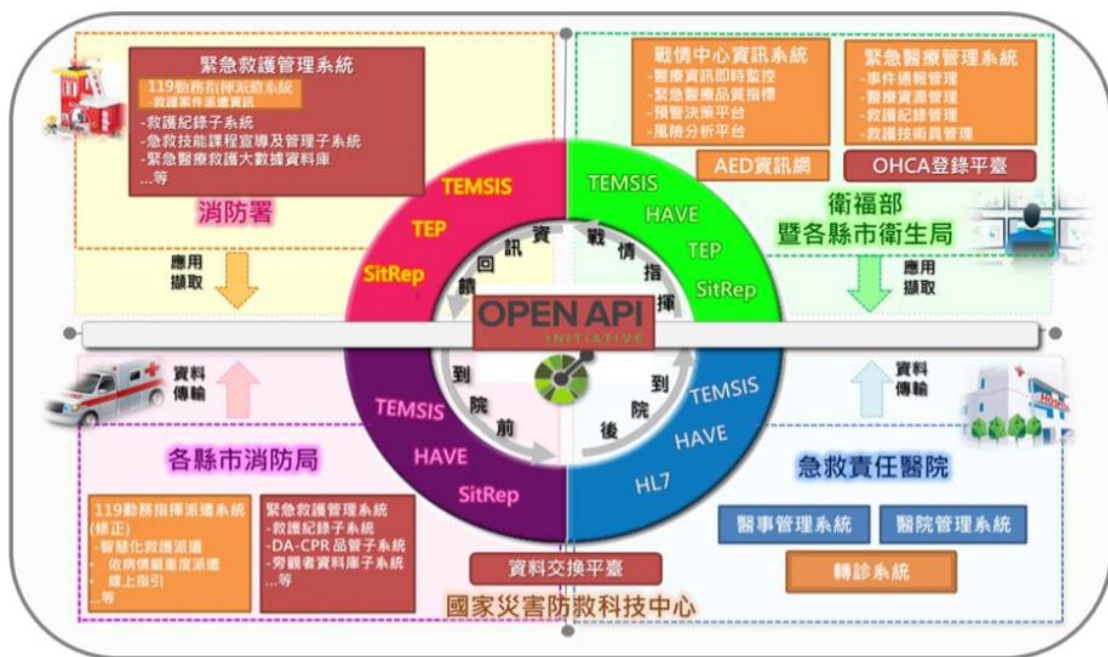 緊急救護管理系統
119勤務指揮派遣系統
-救護案件派遣資訊
-救護紀錄子系統
-急救技能課程宣導及管理子系統
-緊急醫療救護大數據資料庫
...等
消防署
應用
擷取
戰情中心資訊系統
-醫療資訊即時監控
-緊急醫療品質指標
-預警決策平台
-風險分析平台
緊急醫療管理系統
-事件通報管理
-醫療資源管理
-救護紀錄管理
-救護技術員管理
AED資訊網
OHCA登錄平臺
衛福部
暨各縣市衛生局
應用
擷取
TEMSIS
TEP
SitRep
TEMSIS
HAVE
TEP
SitRep
資訊回饋
戰情指揮
OPEN API
INITIATIVE
到院前
到院後
TEMSIS
HAVE
SitRep
TEMSIS
HAVE
HL7
資料
傳輸
各縣市消防局
119勤務指揮派遣系統
(修正)
-智慧化救護派遣
• 依病情嚴重度派遣
• 線上指引
...等
緊急救護管理系統
-救護紀錄子系統
-DA-CPR品管子系統
-旁觀者資料庫子系統
...等
資料
傳輸
HOSPITAL
急救責任醫院
醫事管理系統
醫院管理系統
轉診系統
資料交換平臺
國家災害防救科技中心